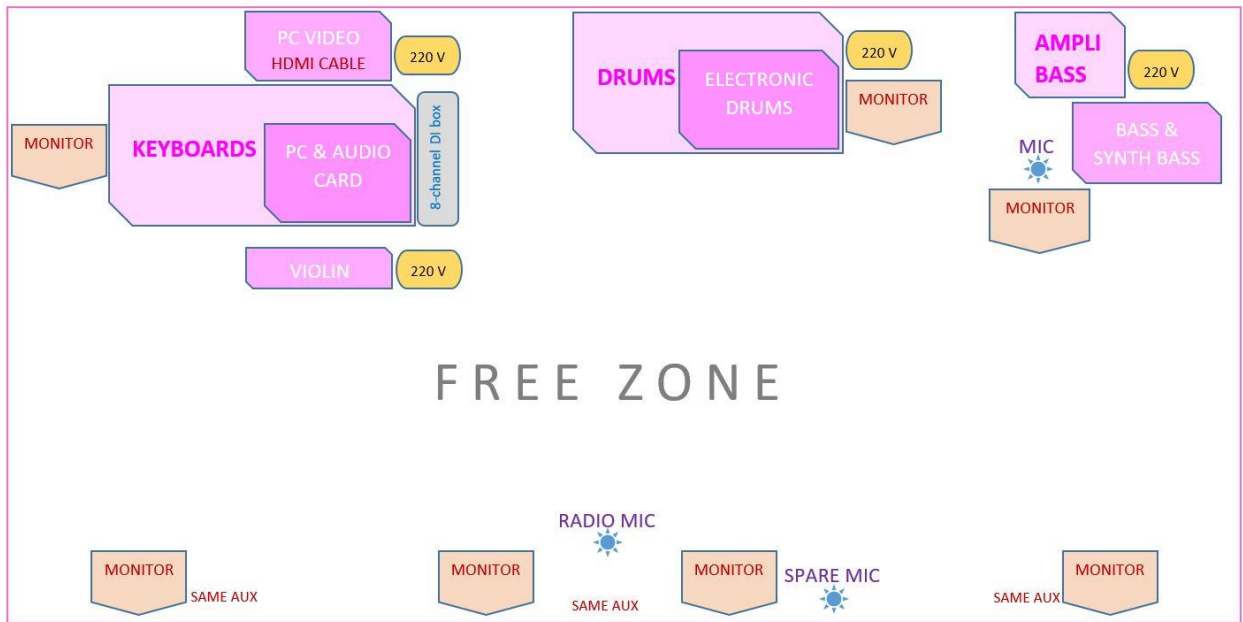 PC VIDEO
HDMI CABLE
220 V
MONITOR
KEYBOARDS
PC & AUDIO
CARD
8-channel DI box
VIOLIN
220 V
DRUMS
ELECTRONIC
DRUMS
220 V
MONITOR
AMPLI
BASS
220 V
BASS &
SYNTH BASS
MIC
MONITOR
FREE ZONE
RADIO MIC
MONITOR
SAME AUX
MONITOR
SAME AUX
MONITOR
SPARE MIC
SAME AUX
MONITOR